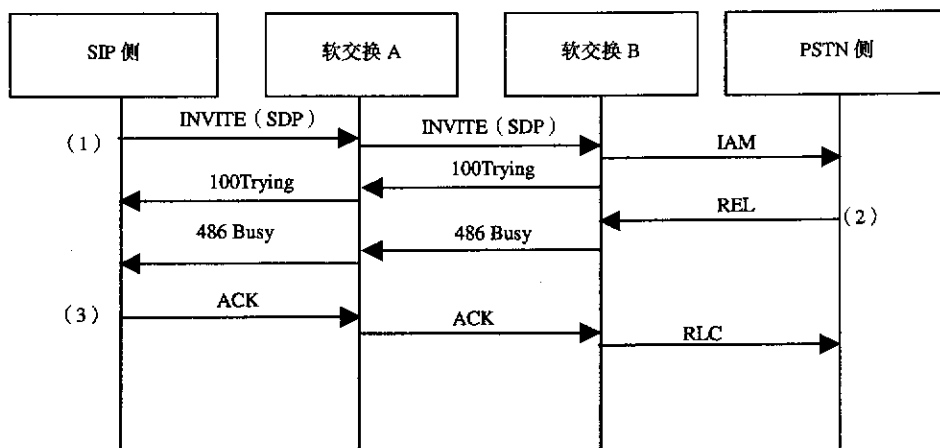 SIP 侧
软交换 A
软交换 B
PSTN 侧
INVITE（SDP）
INVITE（SDP）
（1）
IAM
100Trying
100Trying
REL
（2）
486 Busy
486 Busy
ACK
（3）
ACK
RLC